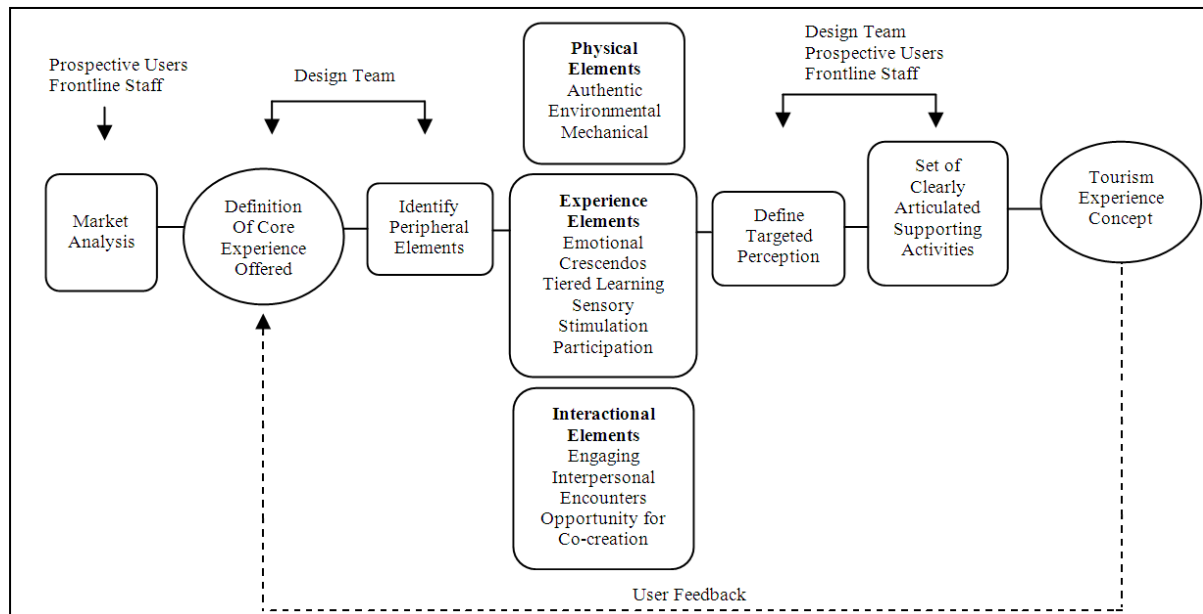 Prospective Users
Frontline Staff
Design Team
Physical
Elements
Authentic
Environmental
Mechanical
Design Team
Prospective Users
Frontline Staff
Market
Analysis
Definition
Of Core
Experience
Offered
Identify
Peripheral
Elements
Experience
Elements
Emotional
Crescendos
Tiered Learning
Sensory
Stimulation
Participation
Define
Targeted
Perception
Set of
Clearly
Articulated
Supporting
Activities
Tourism
Experience
Concept
Interactional
Elements
Engaging
Interpersonal
Encounters
Opportunity for
Co-creation
User Feedback